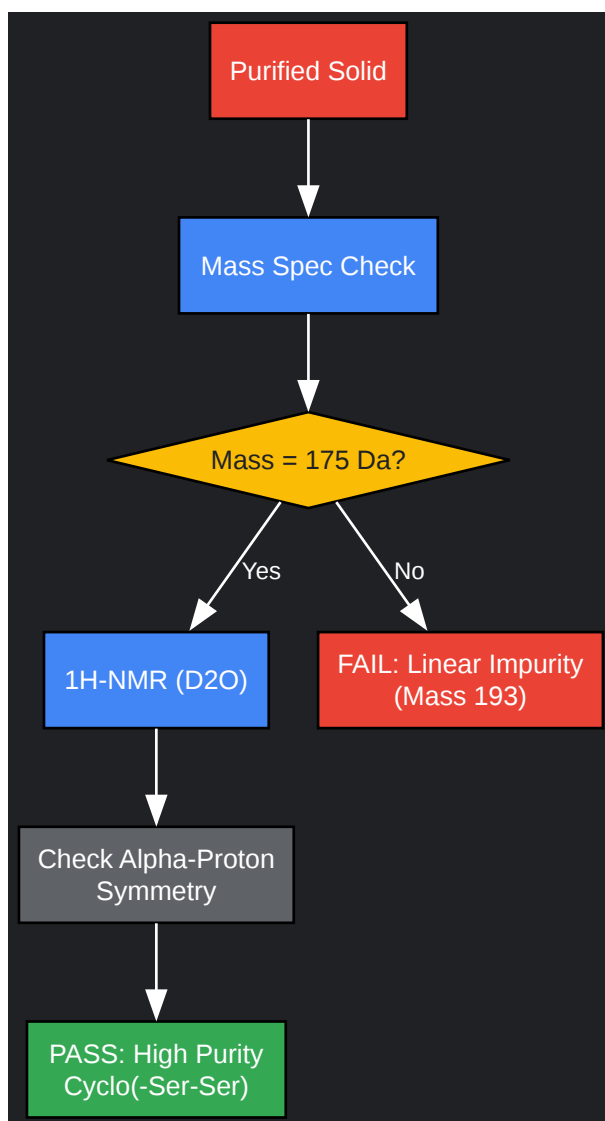 Purified Solid
Mass Spec Check
Mass = 175 Da?
Yes
No
1H-NMR (D2O)
FAIL: Linear Impurity
(Mass 193)
Check Alpha-Proton
Symmetry
PASS: High Purity
Cyclo(-Ser-Ser)